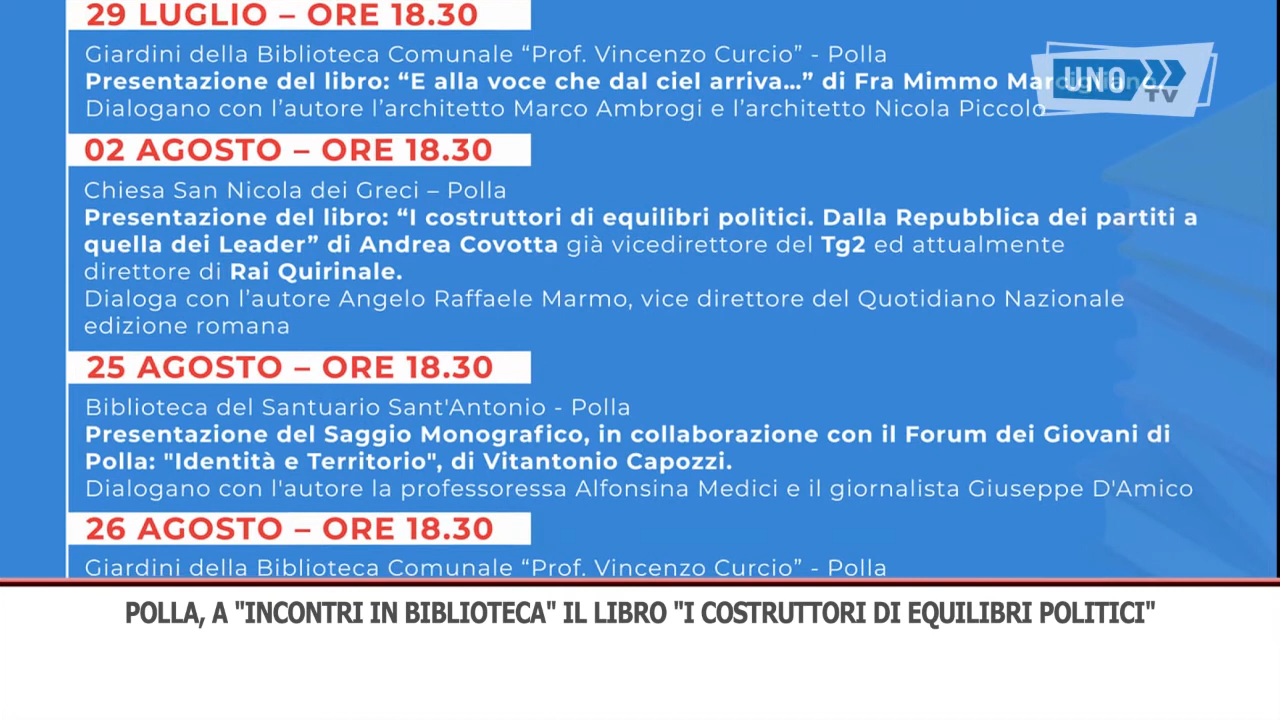 29 LUGLIO – ORE 18.30
Giardini della Biblioteca Comunale “Prof. Vincenzo Curcio” - Polla
Presentazione del libro: “E alla voce che dal ciel arriva...” di Fra Mimmo Marcigliano.
Dialogano con l’autore l’architetto Marco Ambrogi e l’architetto Nicola Piccolo
UNO TV
02 AGOSTO – ORE 18.30
Chiesa San Nicola dei Greci – Polla
Presentazione del libro: “I costruttori di equilibri politici. Dalla Repubblica dei partiti a
quella dei Leader” di Andrea Covotta già vicedirettore del Tg2 ed attualmente
direttore di Rai Quirinale.
Dialoga con l’autore Angelo Raffaele Marmo, vice direttore del Quotidiano Nazionale
edizione romana
25 AGOSTO – ORE 18.30
Biblioteca del Santuario Sant'Antonio - Polla
Presentazione del Saggio Monografico, in collaborazione con il Forum dei Giovani di
Polla: "Identità e Territorio", di Vitantonio Capozzi.
Dialogano con l'autore la professoressa Alfonsina Medici e il giornalista Giuseppe D'Amico
26 AGOSTO – ORE 18.30
Giardini della Biblioteca Comunale “Prof. Vincenzo Curcio” - Polla
POLLA, A "INCONTRI IN BIBLIOTECA" IL LIBRO "I COSTRUTTORI DI EQUILIBRI POLITICI"